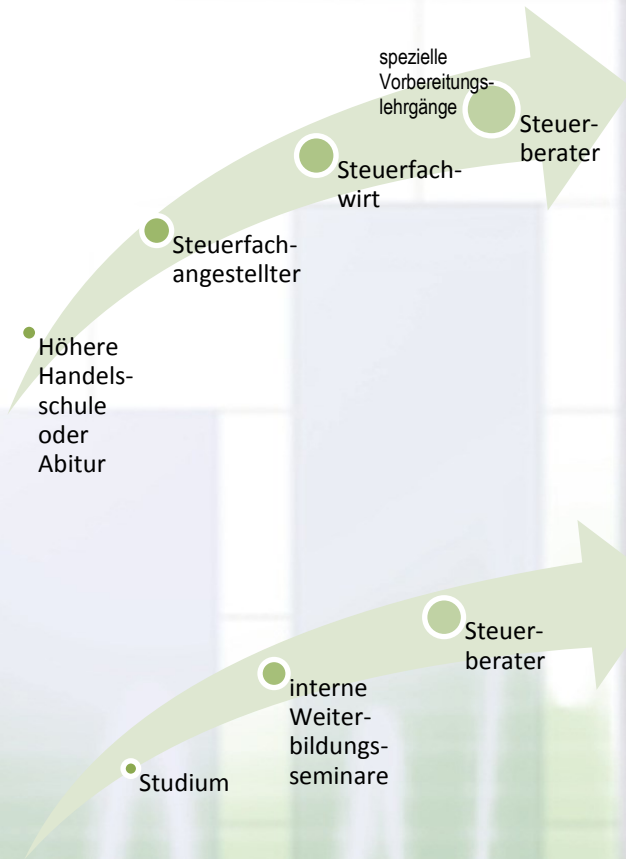 spezielle
Vorbereitungs-
lehrgänge
Steuer-
berater
Steuerfach-
wirt
Steuerfach-
angestellter
Höhere
Handels-
schule
oder
Abitur
Steuer-
berater
interne
Weiter-
bildungs-
seminare
Studium